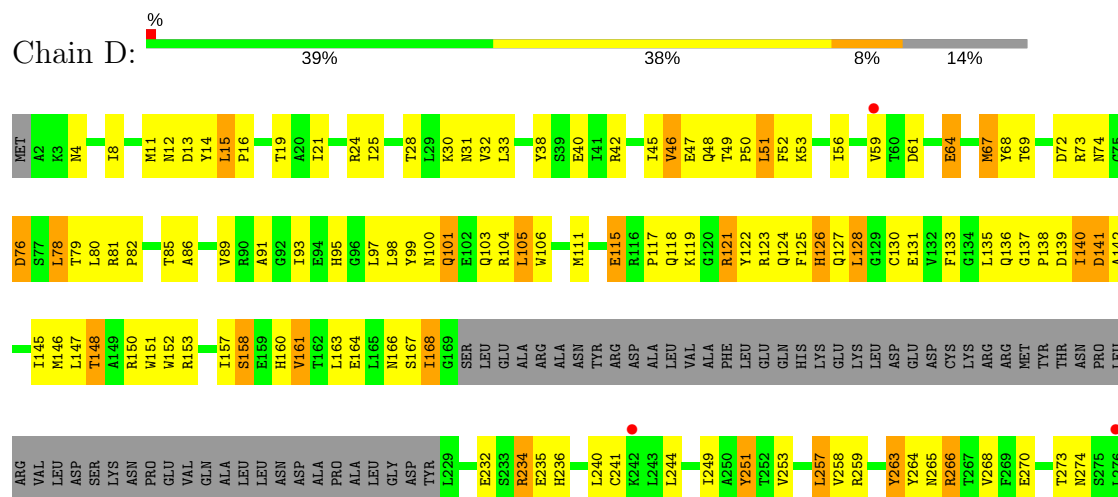 %
Chain D:
39% 38% 8% 14%
MET A2 K3 N4 I8 M11 N12 D13 Y14 L15 P16 T19 A20 I21 R24 I25 T28 L29 K30 N31 V32 L33 Y38 S39 E40 I41 R42 I45 V46 E47 Q48 T49 P50 L51 F52 K53 I56 V59 T60 D61 E64 M67 Y68 T69 D72 R73 N74 G75
D76 S77 L78 T79 L80 R81 P82 T85 A86 V89 R90 A91 G92 I93 E94 H95 G96 L97 L98 Y99 N100 Q101 E102 Q103 R104 L105 W106 M111 E115 R116 P117 Q118 K119 G120 R121 Y122 R123 Q124 F125 H126 Q127 L128 G129 C130 E131 V132 F133 G134 L135 Q136 G137 P138 D139 I140 D141 A142
I145 M146 L147 T148 A149 R150 W151 W152 R153 I157 S158 E159 H160 V161 T162 L163 E164 L165 N166 S167 I168 G169 SER LEU GLU ALA ARG ALA ASN TYR ARG ASP ALA LEU VAL ALA PHE LEU GLU GLN HIS LYS GLU LYS LEU ASP GLU ASP CYS LYS ARG ARG MET TYR THR ASN PRO LEU
ARG VAL LEU ASP SER LYS ASN PRO GLU VAL GLN ALA LEU LEU ASN ASP ALA PRO ALA LEU GLY ASP TYR L229 E232 S233 R234 E235 H236 L240 C241 K242 L243 L244 I249 A250 Y251 T252 V253 L257 V258 R259 Y263 Y264 N265 R266 T267 V268 F269 E270 T273 N274 S275 L276